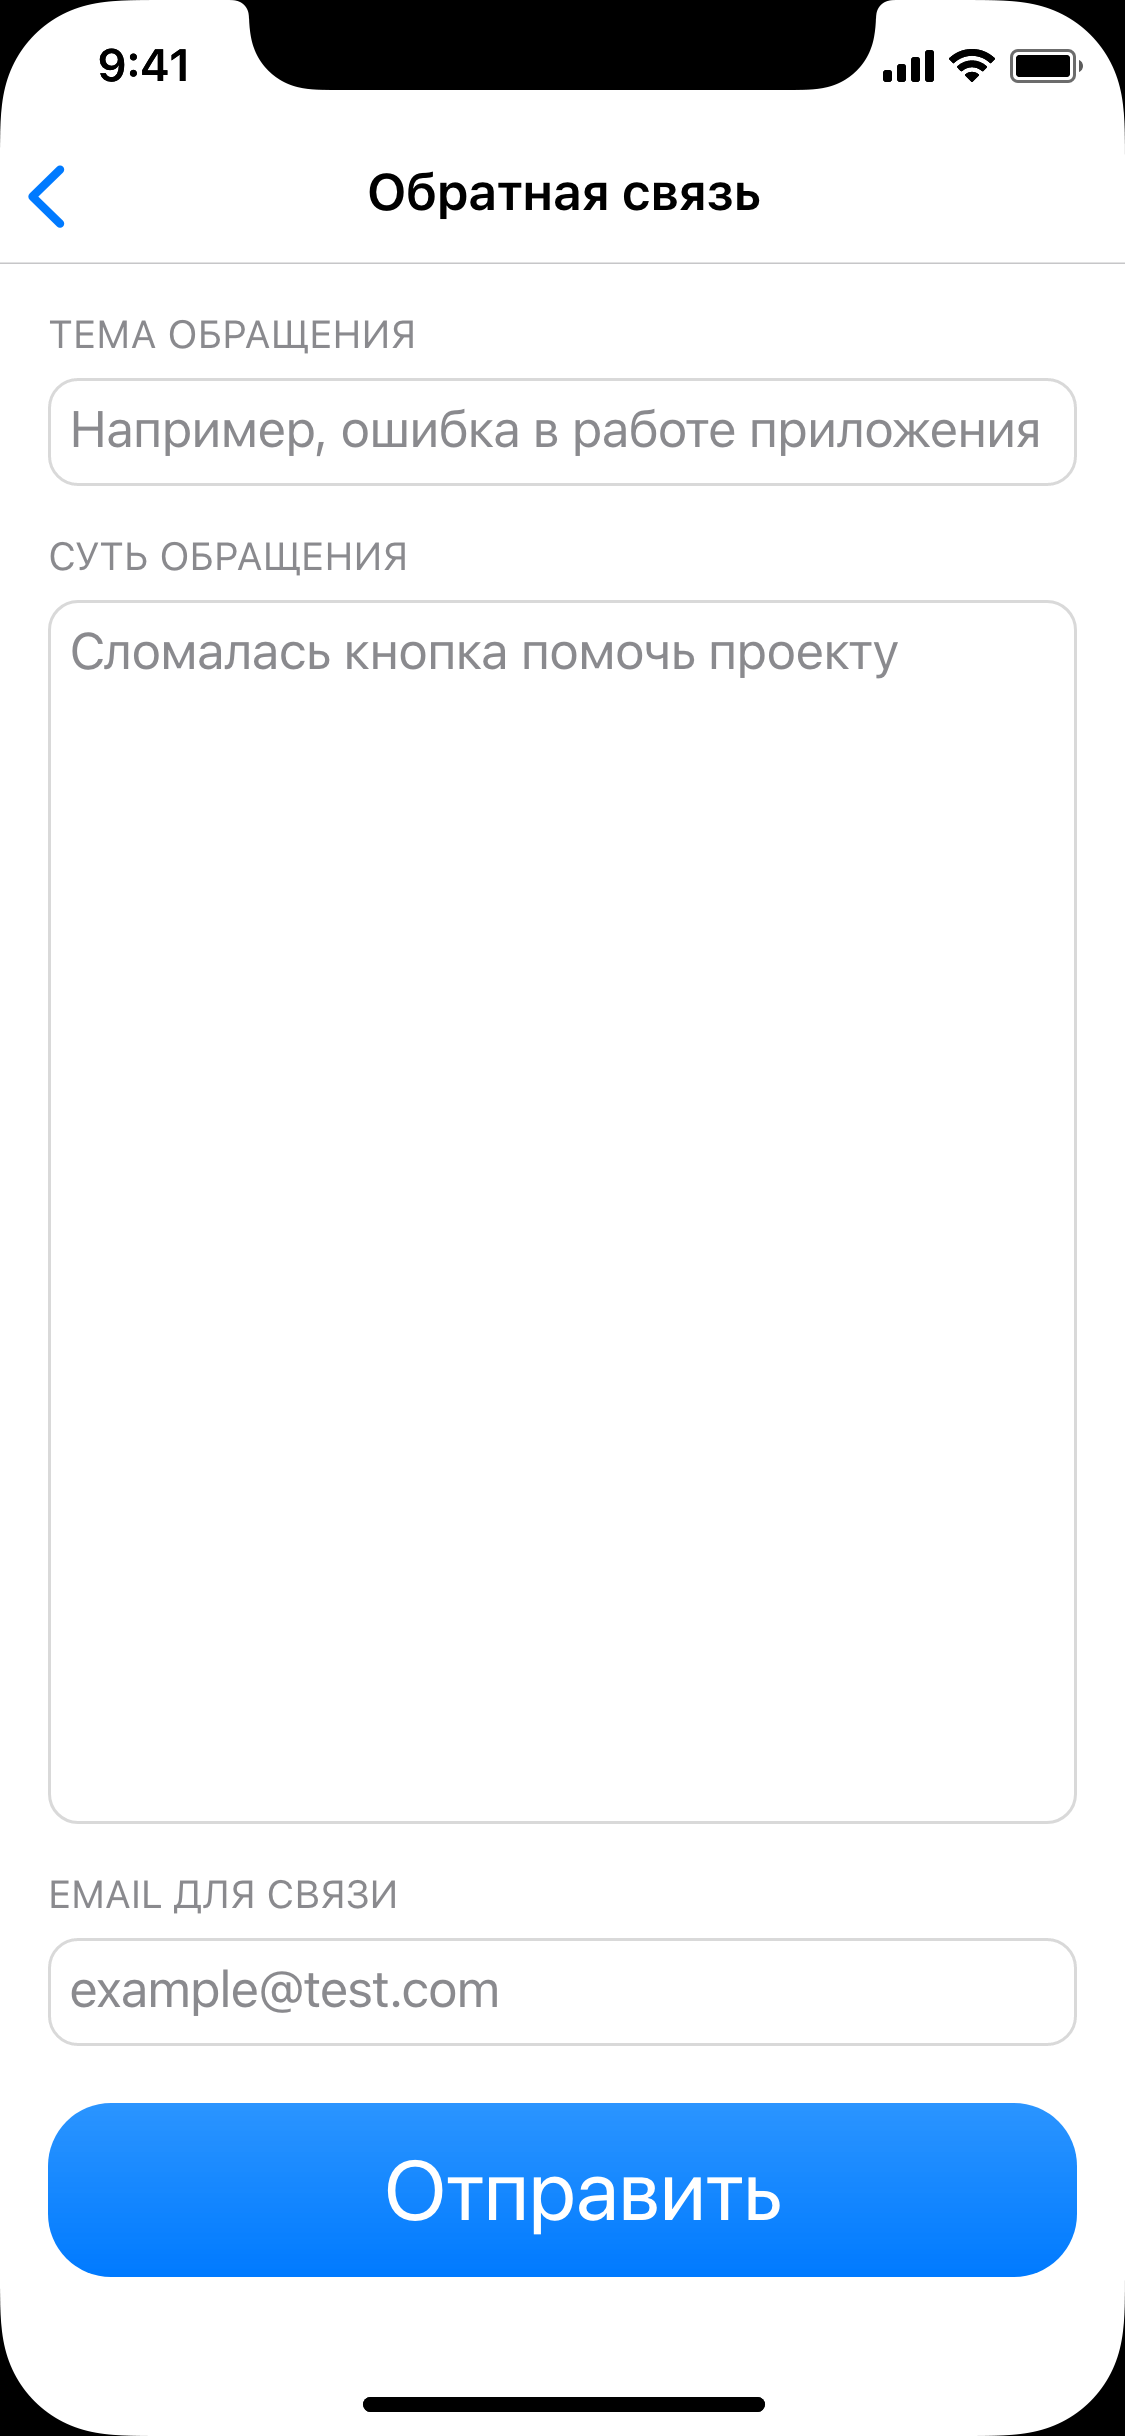 9:41
Обратная связь
ТЕМА ОБРАЩЕНИЯ
Например, ошибка в работе приложения
СУТЬ ОБРАЩЕНИЯ
Сломалась кнопка помочь проекту
EMAIL ДЛЯ СВЯЗИ
example@test.com
Отправить